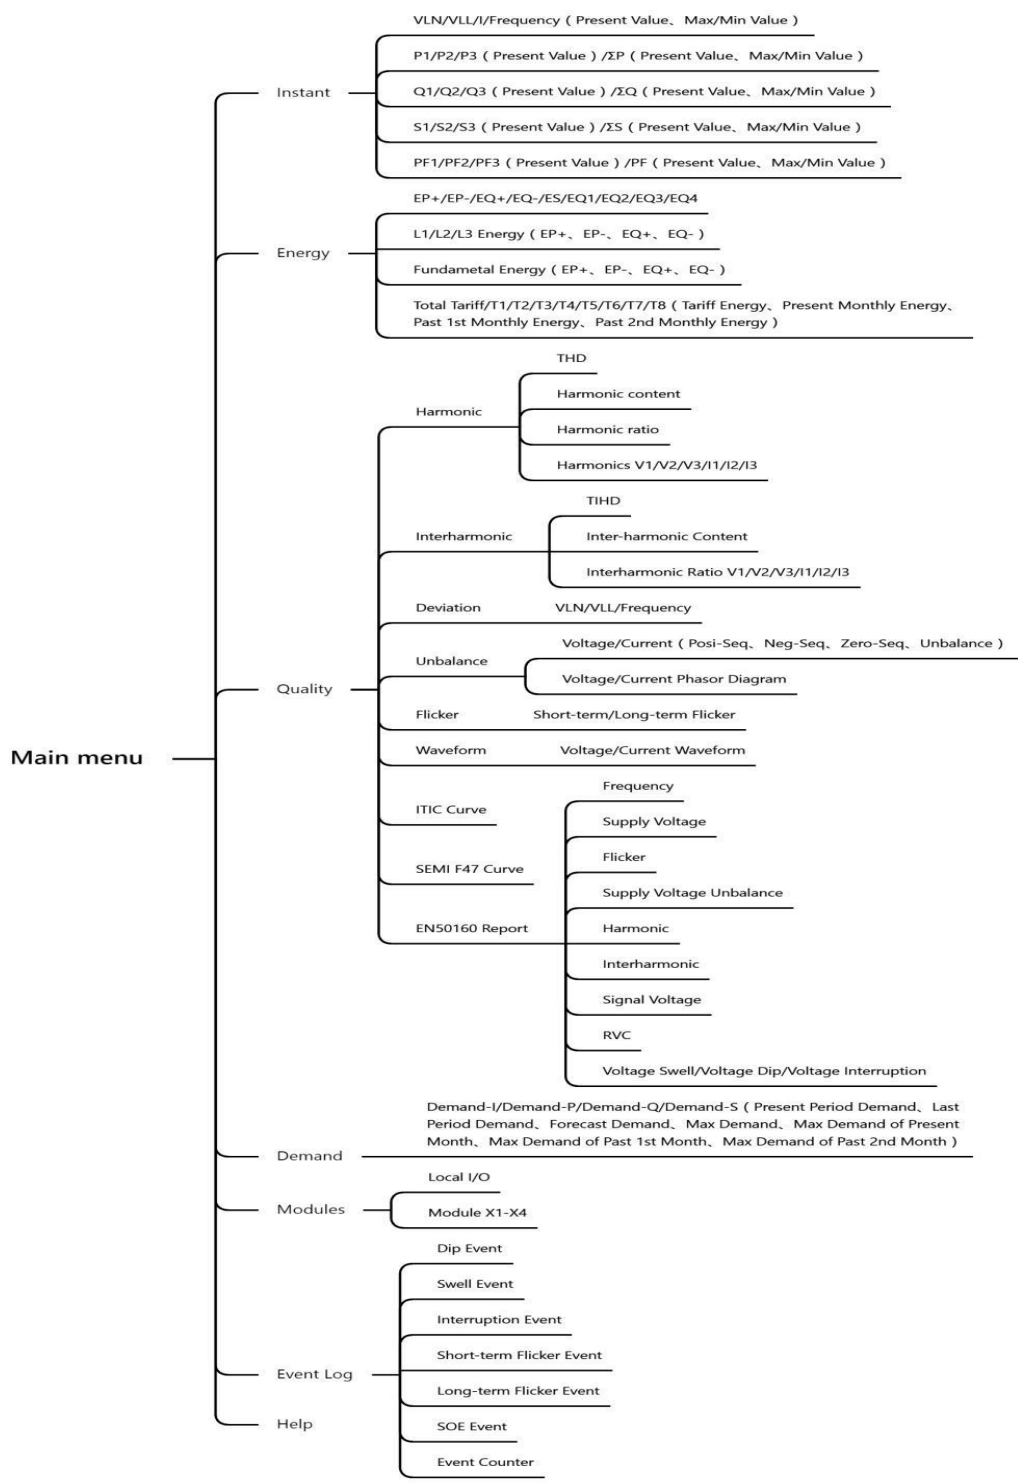 VLN/VLL/I/Frequency ( Present Value、Max/Min Value )
P1/P2/P3 ( Present Value ) /ΣP ( Present Value、Max/Min Value )
Instant
Q1/Q2/Q3 ( Present Value ) /ΣQ ( Present Value、Max/Min Value )
S1/S2/S3 ( Present Value ) /ΣS ( Present Value、Max/Min Value )
PF1/PF2/PF3 ( Present Value ) /PF ( Present Value、Max/Min Value )
EP+/EP-/EQ+/EQ-/ES/EQ1/EQ2/EQ3/EQ4
L1/L2/L3 Energy ( EP+、EP-、EQ+、EQ- )
Energy
Fundametal Energy ( EP+、EP-、EQ+、EQ- )
Total Tariff/T1/T2/T3/T4/T5/T6/T7/T8 ( Tariff Energy、Present Monthly Energy、
Past 1st Monthly Energy、Past 2nd Monthly Energy )
THD
Harmonic content
Harmonic
Harmonic ratio
Harmonics V1/V2/V3/I1/I2/I3
TIHD
Interharmonic
Inter-harmonic Content
Interharmonic Ratio V1/V2/V3/I1/I2/I3
Deviation
VLN/VLL/Frequency
Voltage/Current ( Posi-Seq、Neg-Seq、Zero-Seq、Unbalance )
Unbalance
Voltage/Current Phasor Diagram
Quality
Flicker
Short-term/Long-term Flicker
Waveform
Voltage/Current Waveform
Main menu
Frequency
ITIC Curve
Supply Voltage
Flicker
SEMI F47 Curve
Supply Voltage Unbalance
EN50160 Report
Harmonic
Interharmonic
Signal Voltage
RVC
Voltage Swell/Voltage Dip/Voltage Interruption
Demand-I/Demand-P/Demand-Q/Demand-S ( Present Period Demand、Last
Period Demand、Forecast Demand、Max Demand、Max Demand of Present
Month、Max Demand of Past 1st Month、Max Demand of Past 2nd Month )
Demand
Local I/O
Modules
Module X1-X4
Dip Event
Swell Event
Interruption Event
Short-term Flicker Event
Event Log
Long-term Flicker Event
Help
SOE Event
Event Counter